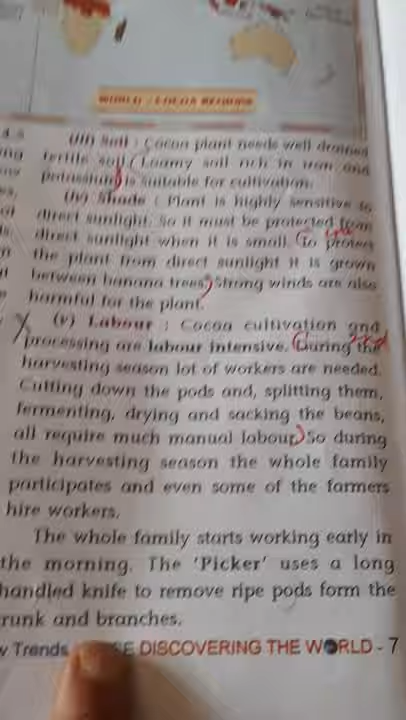 WORLD : COCOA REGIONS
(iii) Soil : Cocoa plant needs well drained
fertile soil (Loamy soil rich in iron and
potassium) is suitable for cultivation.
(iv) Shade : Plant is highly sensitive to
direct sunlight. So it must be protected from
direct sunlight when it is small. (To protect
the plant from direct sunlight it is grown
between banana trees) Strong winds are also
harmful for the plant.
(v) Labour : Cocoa cultivation and
processing are labour intensive. (During the
harvesting season lot of workers are needed.
Cutting down the pods and, splitting them,
fermenting, drying and sacking the beans,
all require much manual labour) So during
the harvesting season the whole family
participates and even some of the farmers
hire workers.
The whole family starts working early in
the morning. The 'Picker' uses a long
handled knife to remove ripe pods form the
runk and branches.
Trends DISCOVERING THE WORLD - 7